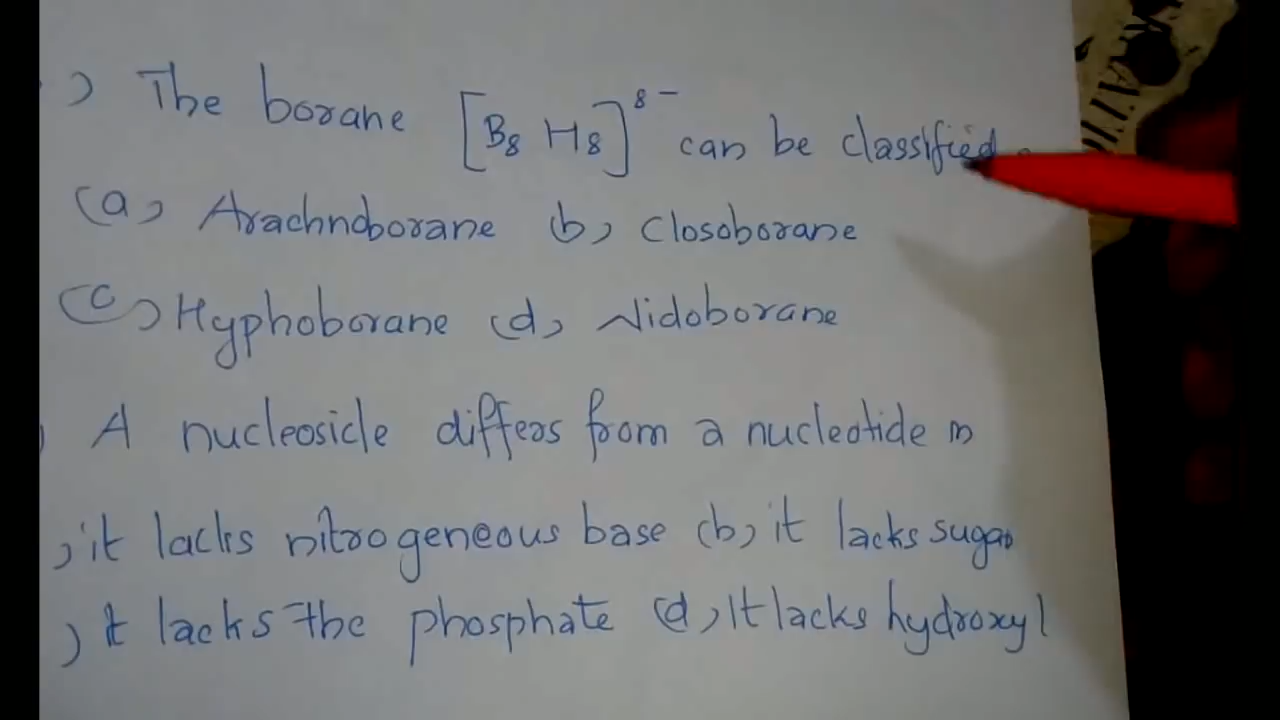 ) The borane [B8 H8]8- can be classified
(a) Arachnoborane (b) Closoborane
(c) Hyphoborane (d) Nidoborane
) A nucleoside differs from a nucleotide in
) it lacks nitrogeneous base (b) it lacks sugar
) it lacks the phosphate (d) It lacks hydroxyl